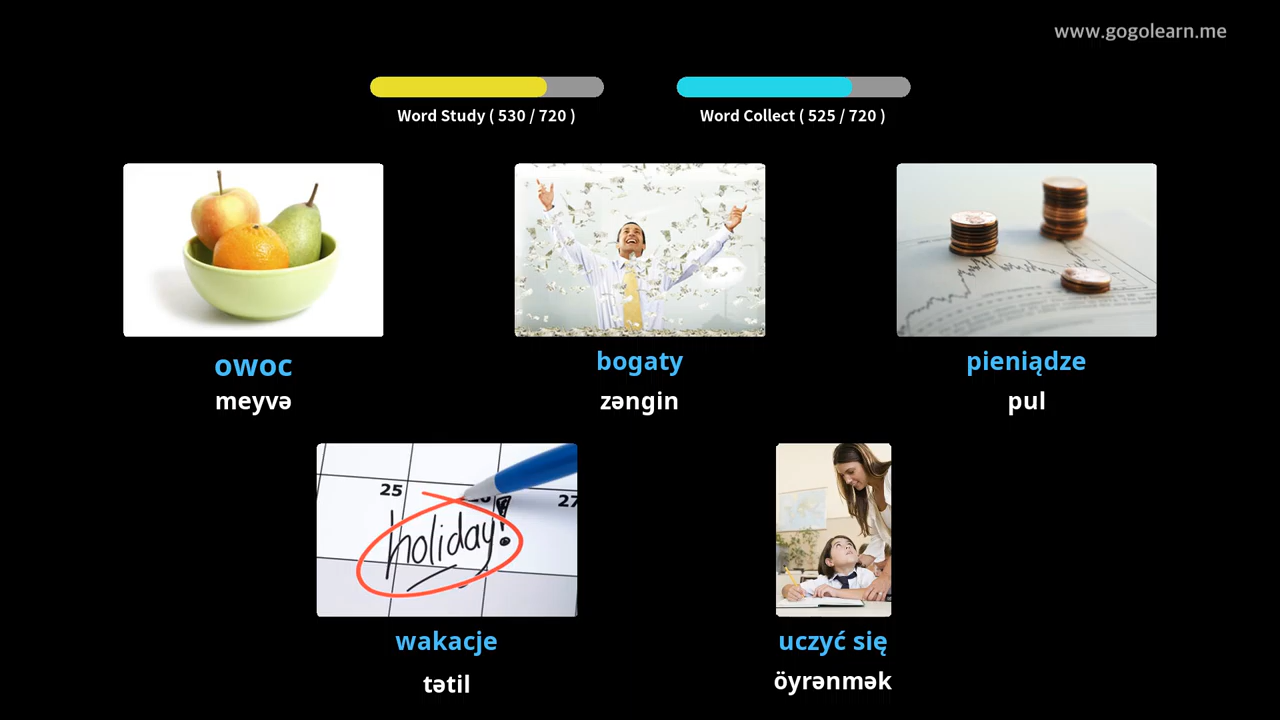 www.gogolearn.me
Word Study ( 530 / 720 )
Word Collect ( 525 / 720 )
owoc
meyvə
bogaty
zəngin
pieniądze
pul
25
27
holiday!
wakacje
tətil
uczyć się
öyrənmək